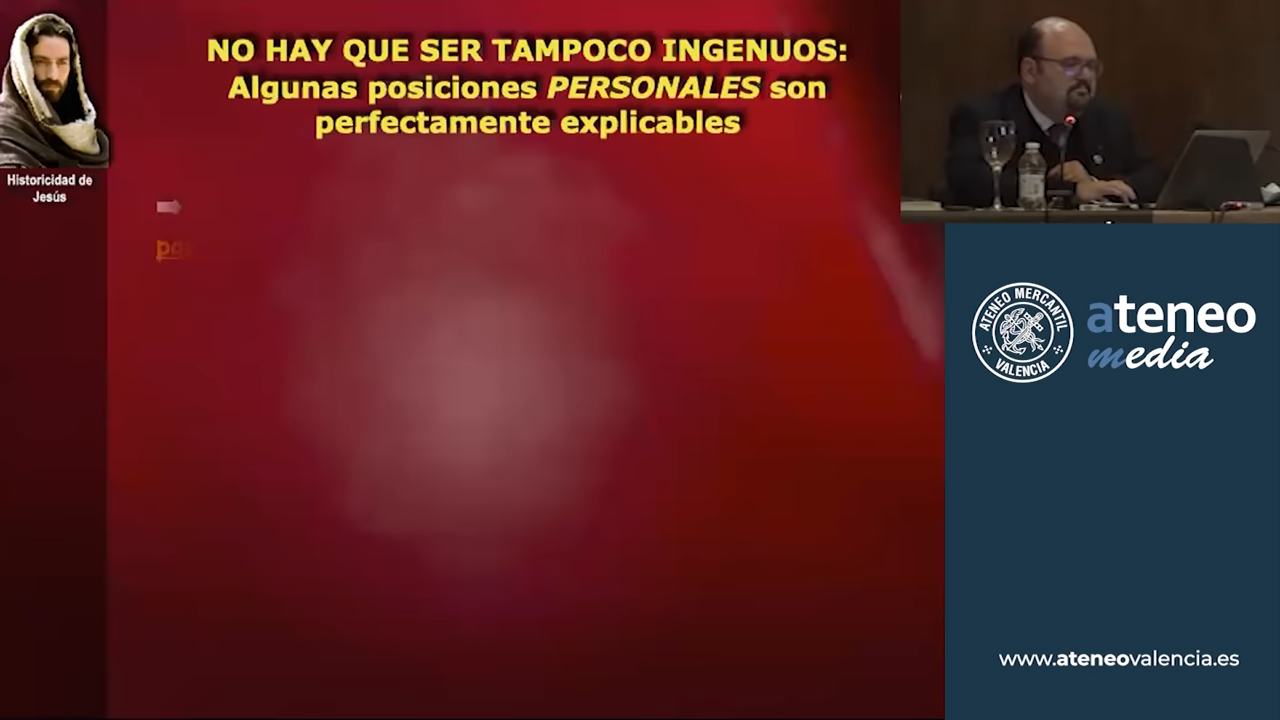 NO HAY QUE SER TAMPOCO INGENUOS:
Algunas posiciones PERSONALES son
perfectamente explicables
Historicidad de
Jesús
ATENEO MERCANTIL
VALENCIA
ateneo
media
www.ateneovalencia.es